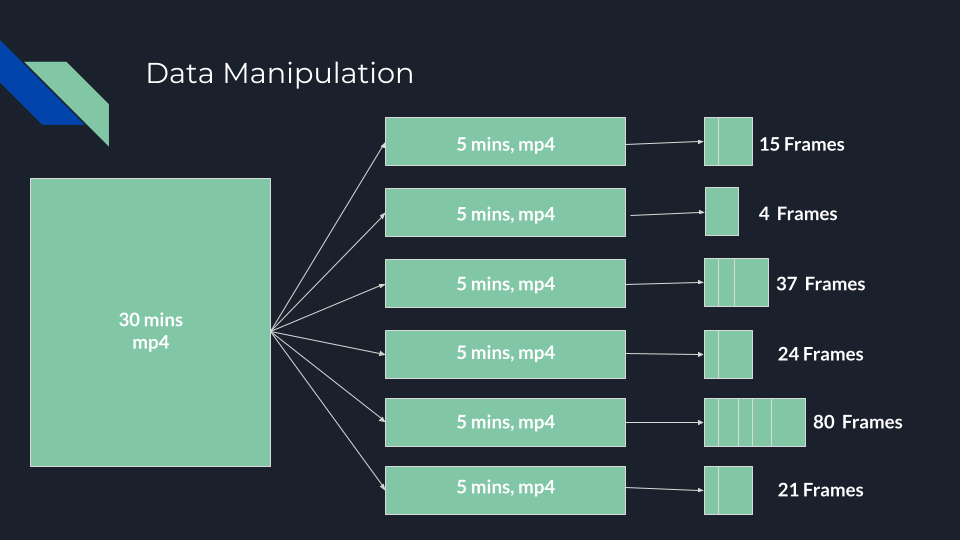 Data Manipulation
30 mins
mp4
5 mins, mp4
15 Frames
5 mins, mp4
4 Frames
5 mins, mp4
37 Frames
5 mins, mp4
24 Frames
5 mins, mp4
80 Frames
5 mins, mp4
21 Frames